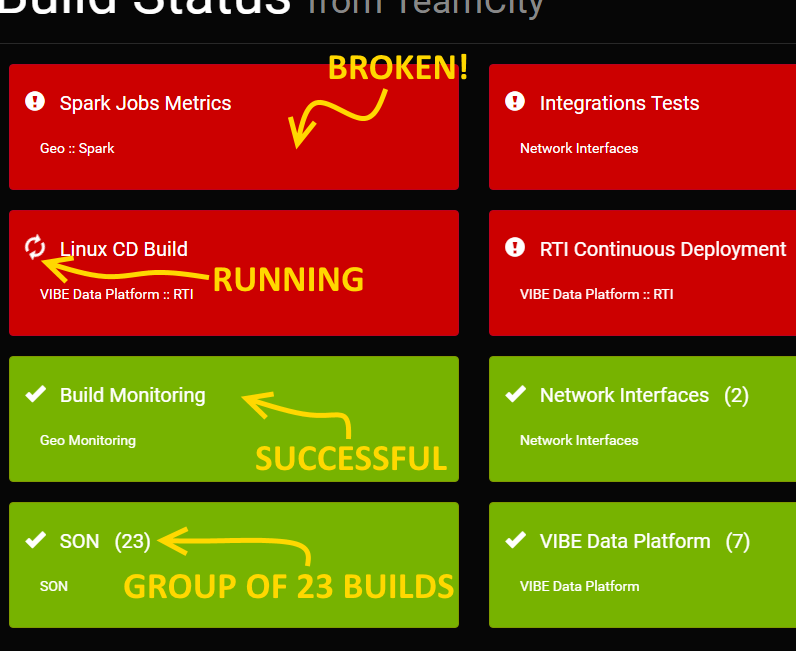 Build Status from TeamCity
BROKEN!
Spark Jobs Metrics
Geo :: Spark
Integrations Tests
Network Interfaces
Linux CD Build
RUNNING
VIBE Data Platform :: RTI
RTI Continuous Deployment
VIBE Data Platform :: RTI
Build Monitoring
Geo Monitoring
SUCCESSFUL
Network Interfaces (2)
Network Interfaces
SON (23)
SON
GROUP OF 23 BUILDS
VIBE Data Platform (7)
VIBE Data Platform